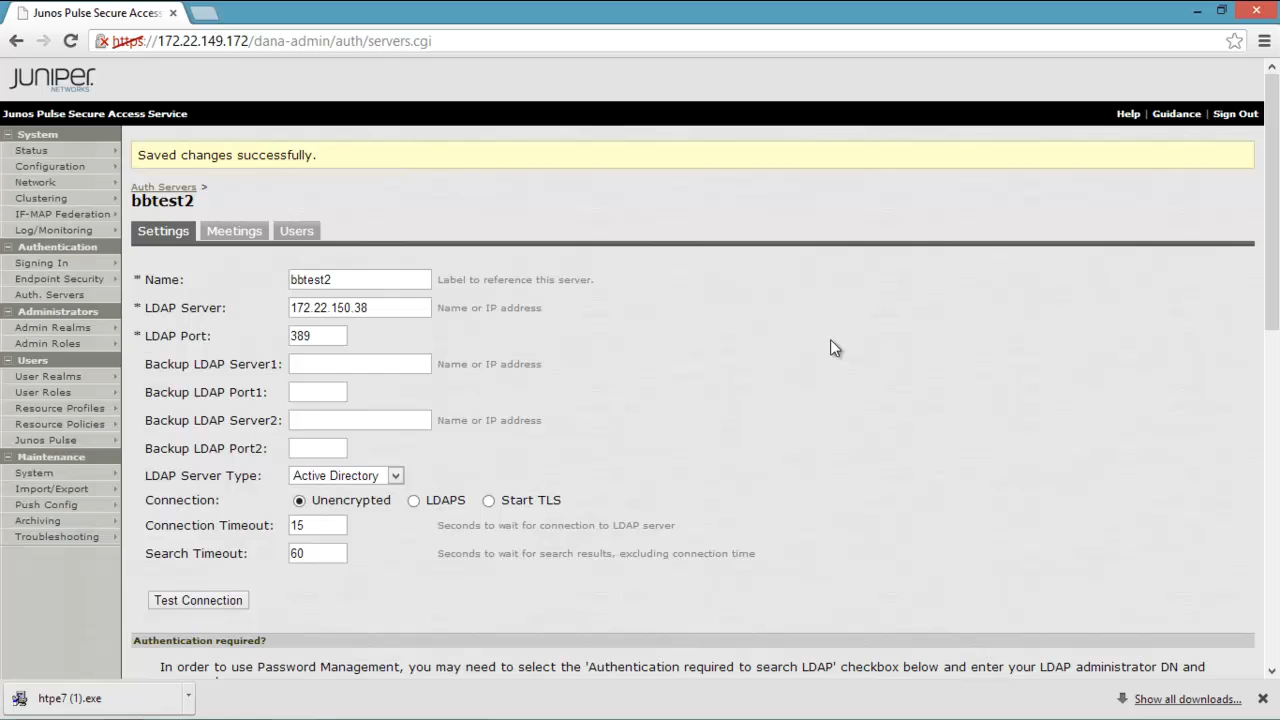 Junos Pulse Secure Access
https://172.22.149.172/dana-admin/auth/servers.cgi
JUNIPER
NETWORKS
Junos Pulse Secure Access Service
Help | Guidance | Sign Out
System
Status
Configuration
Network
Clustering
IF-MAP Federation
Log/Monitoring
Authentication
Signing In
Endpoint Security
Auth. Servers
Administrators
Admin Realms
Admin Roles
Users
User Realms
User Roles
Resource Profiles
Resource Policies
Junos Pulse
Maintenance
System
Import/Export
Push Config
Archiving
Troubleshooting
Saved changes successfully.
Auth Servers >
bbtest2
Settings Meetings Users
* Name: bbtest2 Label to reference this server.
* LDAP Server: 172.22.150.38 Name or IP address
* LDAP Port: 389
Backup LDAP Server1: Name or IP address
Backup LDAP Port1:
Backup LDAP Server2: Name or IP address
Backup LDAP Port2:
LDAP Server Type: Active Directory
Connection: Unencrypted LDAPS Start TLS
Connection Timeout: 15 Seconds to wait for connection to LDAP server
Search Timeout: 60 Seconds to wait for search results, excluding connection time
Test Connection
Authentication required?
In order to use Password Management, you may need to select the 'Authentication required to search LDAP' checkbox below and enter your LDAP administrator DN and
htpe7 (1).exe
Show all downloads...